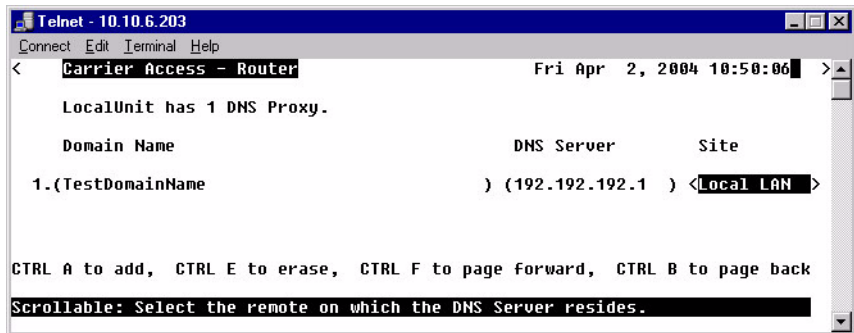 Telnet - 10.10.6.203
Connect Edit Terminal Help
< Carrier Access - Router Fri Apr 2, 2004 10:50:06 >
LocalUnit has 1 DNS Proxy.
Domain Name DNS Server Site
1.(TestDomainName ) (192.192.192.1 ) <Local LAN >
CTRL A to add, CTRL E to erase, CTRL F to page forward, CTRL B to page back
Scrollable: Select the remote on which the DNS Server resides.